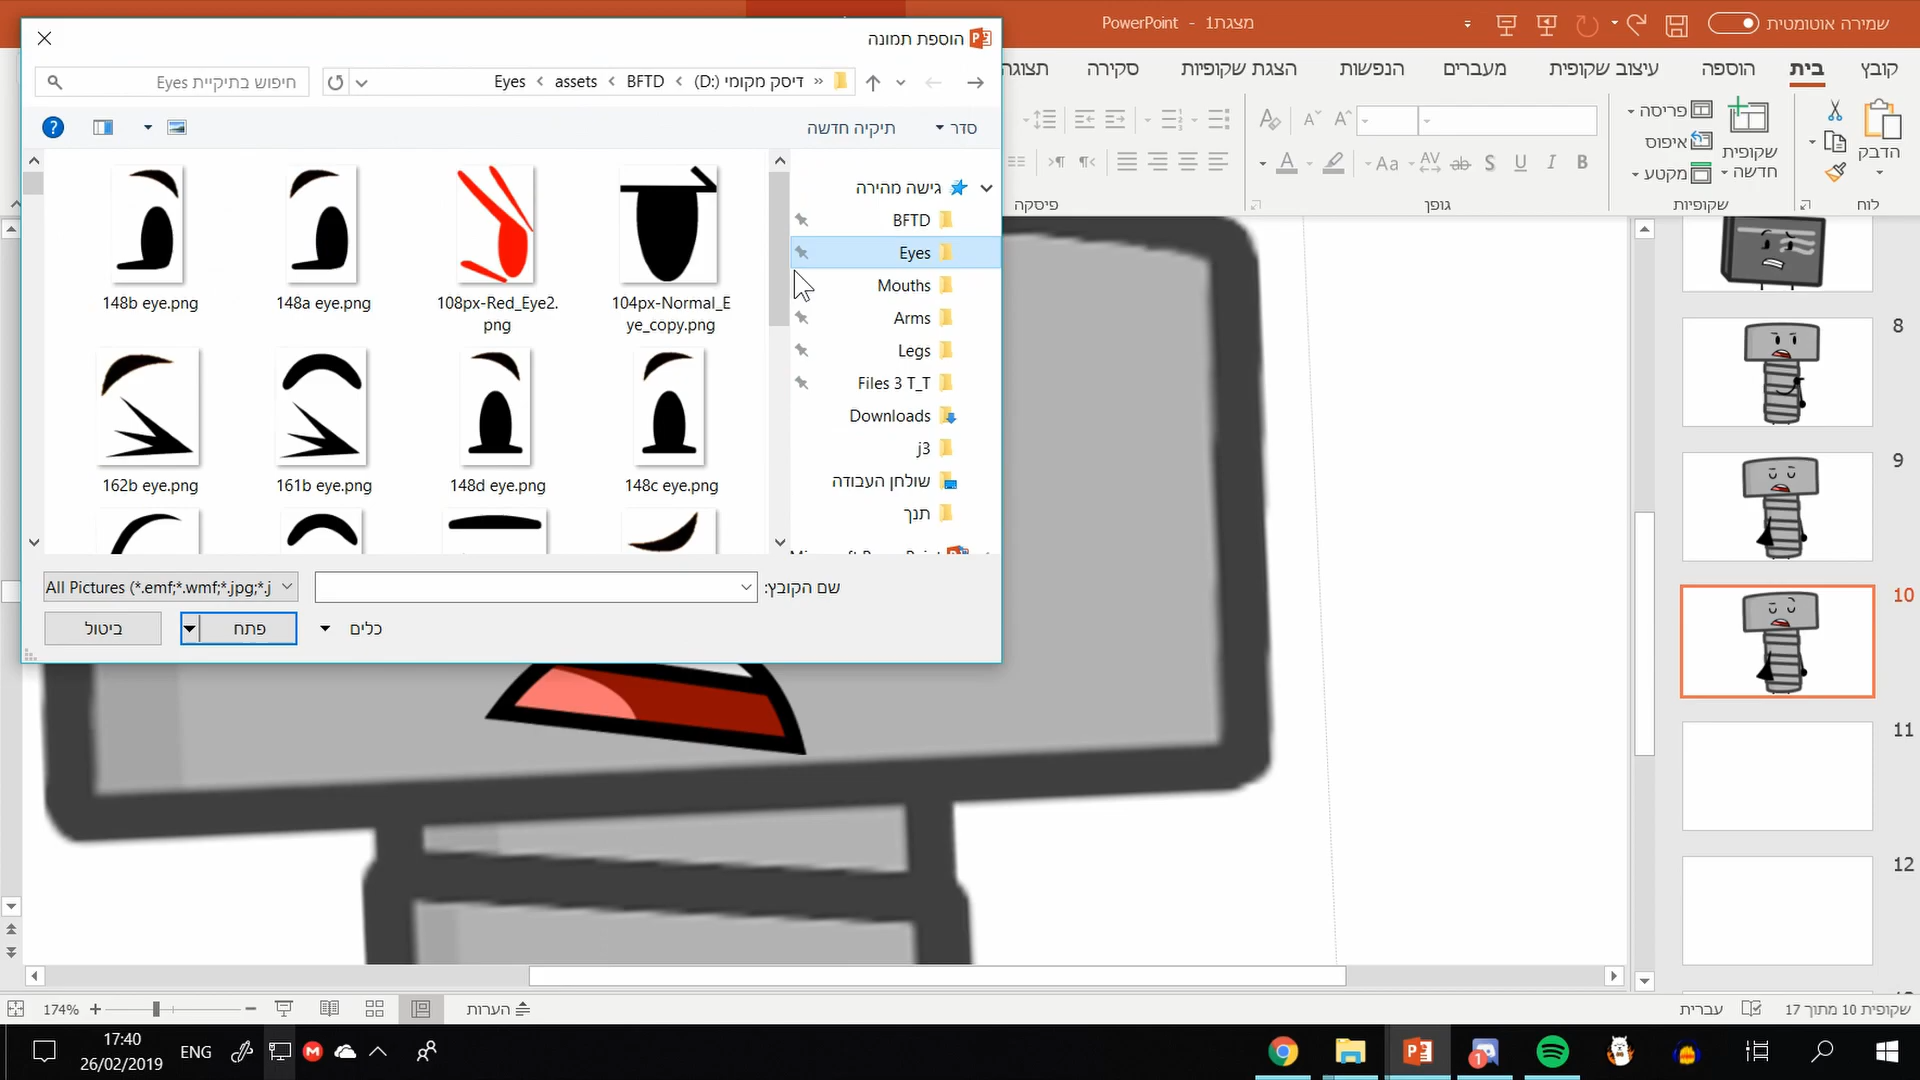 שמירה אוטומטית
מצגת1 - PowerPoint
הוספת תמונה
דיסק מקומי (D:) › BFTD › assets › Eyes
חיפוש בתיקיית Eyes
קובץ
בית
הוספה
עיצוב שקופית
מעברים
הנפשות
הצגת שקופיות
סקירה
תצוגה
סדר
תיקיה חדשה
הדבק
לוח
שקופית
חדשה
פריסה
איפוס
מקטע
שקופיות
גופן
פיסקה
גישה מהירה
BFTD
Eyes
Mouths
Arms
Legs
Files 3 T_T
Downloads
j3
שולחן העבודה
תנך
148b eye.png
148a eye.png
108px-Red_Eye2.
png
104px-Normal_E
ye_copy.png
162b eye.png
161b eye.png
148d eye.png
148c eye.png
שם הקובץ:
All Pictures (*.emf;*.wmf;*.jpg;*.j
כלים
פתח
ביטול
8
9
10
11
12
שקופית 10 מתוך 17
עברית
הערות
174%
17:40
26/02/2019
ENG
1